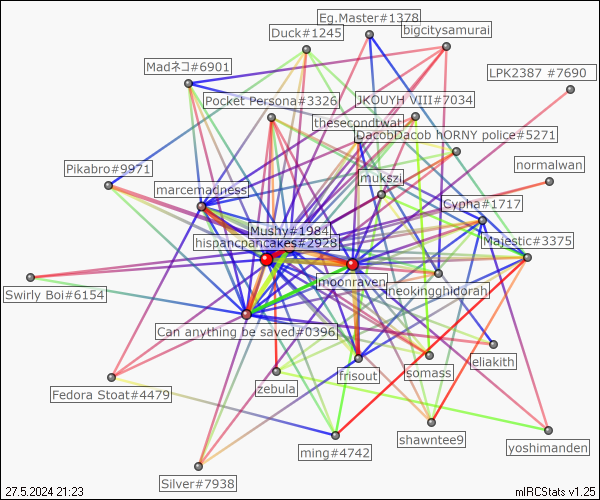 Eg.Master#1378
Duck#1245
bigcitysamurai
Madネコ#6901
LPK2387 #7690
Pocket Persona#3326
JKOUYH VIII#7034
thesecondtwat
DacobDacob hORNY police#5271
normalwan
Pikabro#9971
mukszi
marcemadness
Cypha#1717
Mushy#1984
hispancpancakes#2928
Majestic#3375
moonraven
neokingghidorah
Swirly Boi#6154
Can anything be saved#0396
eliakith
somass
frisout
zebula
Fedora Stoat#4479
shawntee9
yoshimanden
ming#4742
Silver#7938
27.5.2024 21:23
mIRCStats v1.25